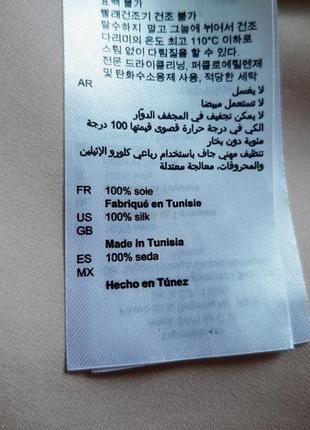 표백 불가
빨래건조기 건조 불가
탈수하지 말고 그늘에 뉘어서 건조
다리미의 온도 최고 110°C 이하로
스팀 없이 다림질을 할 수 있다.
전문 드라이클리닝, 퍼클로에틸렌제
및 탄화수소용제 사용, 적당한 세탁
AR
لا يغسل
لا تستعمل مبيضا
لا يمكن تجفيف في المجفف الدوّار
الكي في درجة حرارة قصوى قيمتها 100 درجة
مئوية دون بخار
تنظيف مهني جاف باستخدام رباعي كلورو الإثيلين
والمحروقات. معالجة معتدلة
FR 100% soie
Fabriqué en Tunisie
US 100% silk
GB
Made in Tunisia
ES 100% seda
MX
Hecho en Túnez